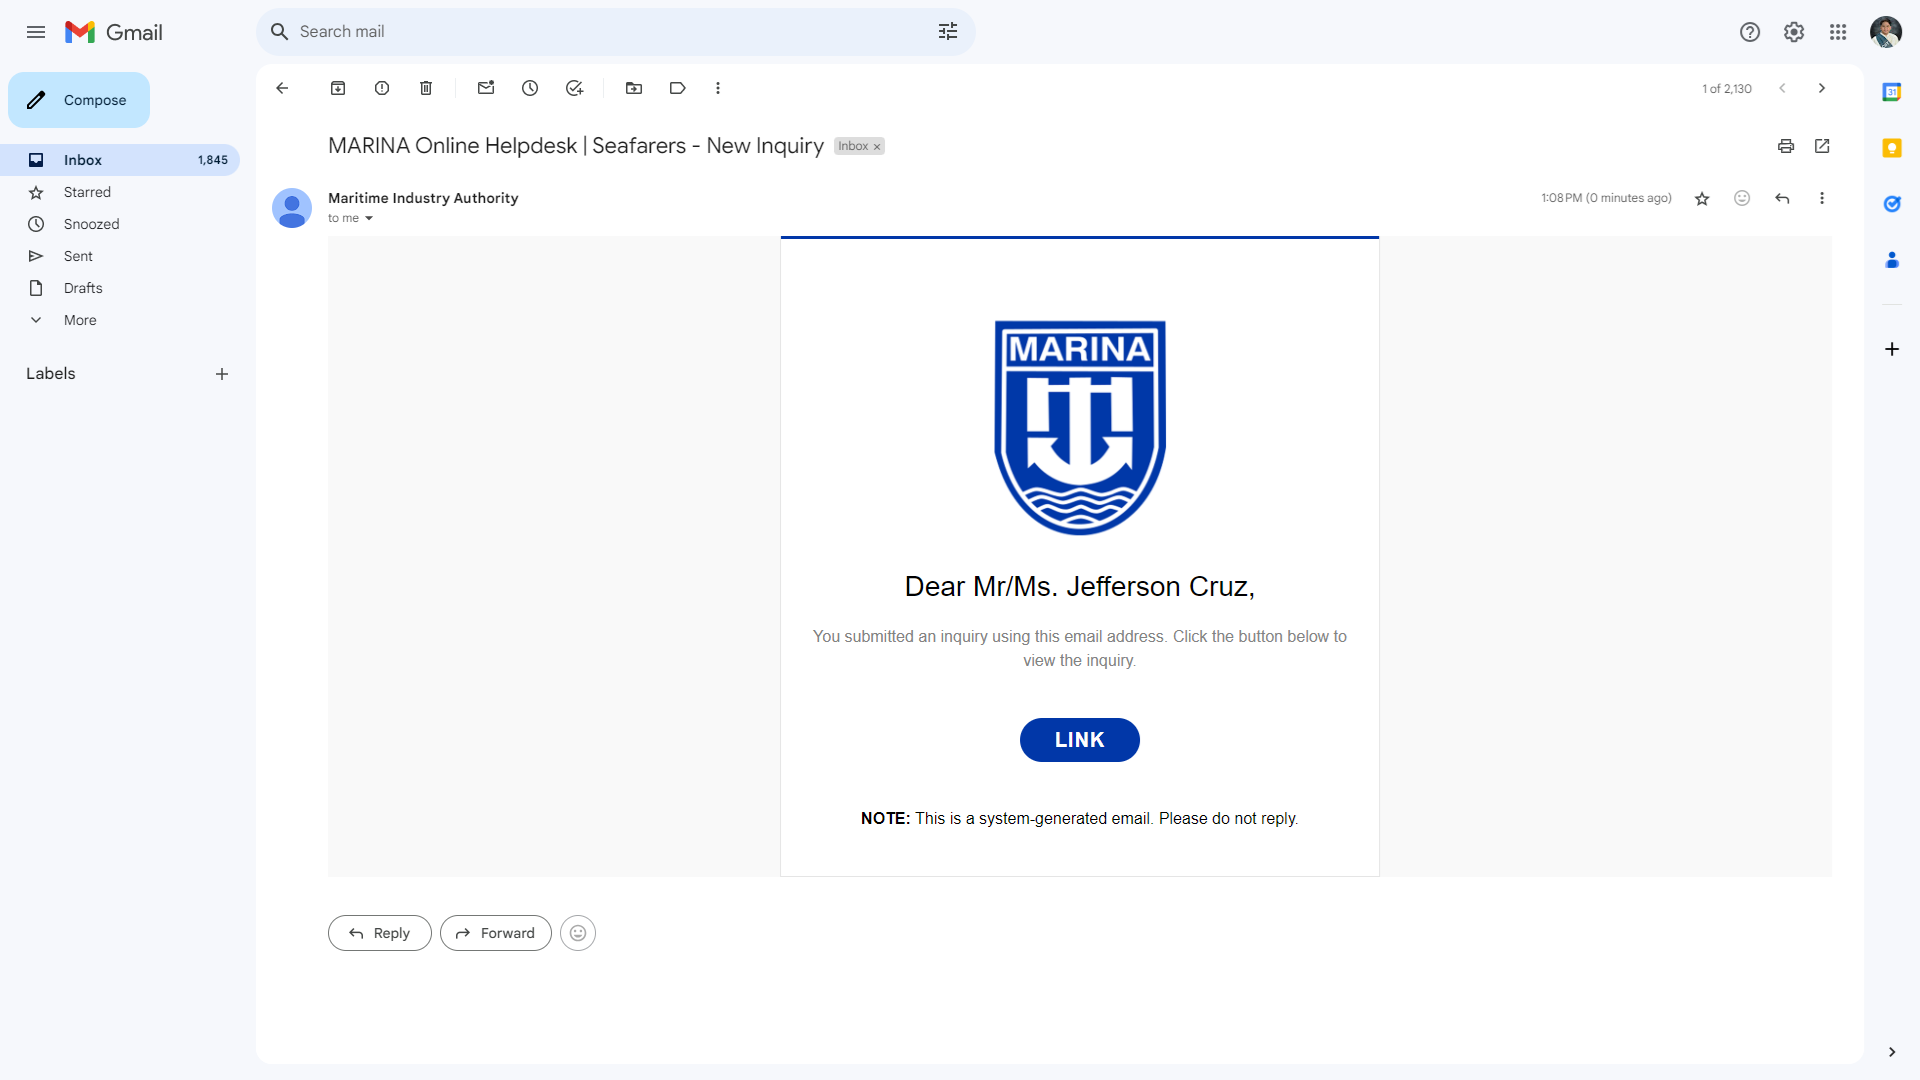 Gmail
Search mail
Compose
Inbox 1,845
Starred
Snoozed
Sent
Drafts
More
Labels
1 of 2,130
MARINA Online Helpdesk | Seafarers - New Inquiry Inbox ×
Maritime Industry Authority
1:08 PM (0 minutes ago)
to me
MARINA
Dear Mr/Ms. Jefferson Cruz,
You submitted an inquiry using this email address. Click the button below to
view the inquiry.
LINK
NOTE: This is a system-generated email. Please do not reply.
Reply
Forward
31